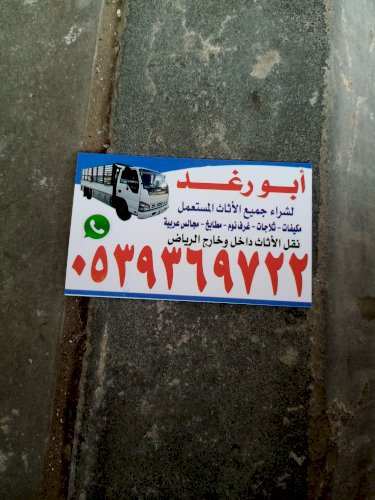 أبو رغد
لشراء جميع الأثاث المستعمل
مكيفات - ثلاجات - غرف نوم - مطابخ - مجالس عربية
نقل الأثاث داخل وخارج الرياض
٠٥٣٩٣٦٩٧٢٢